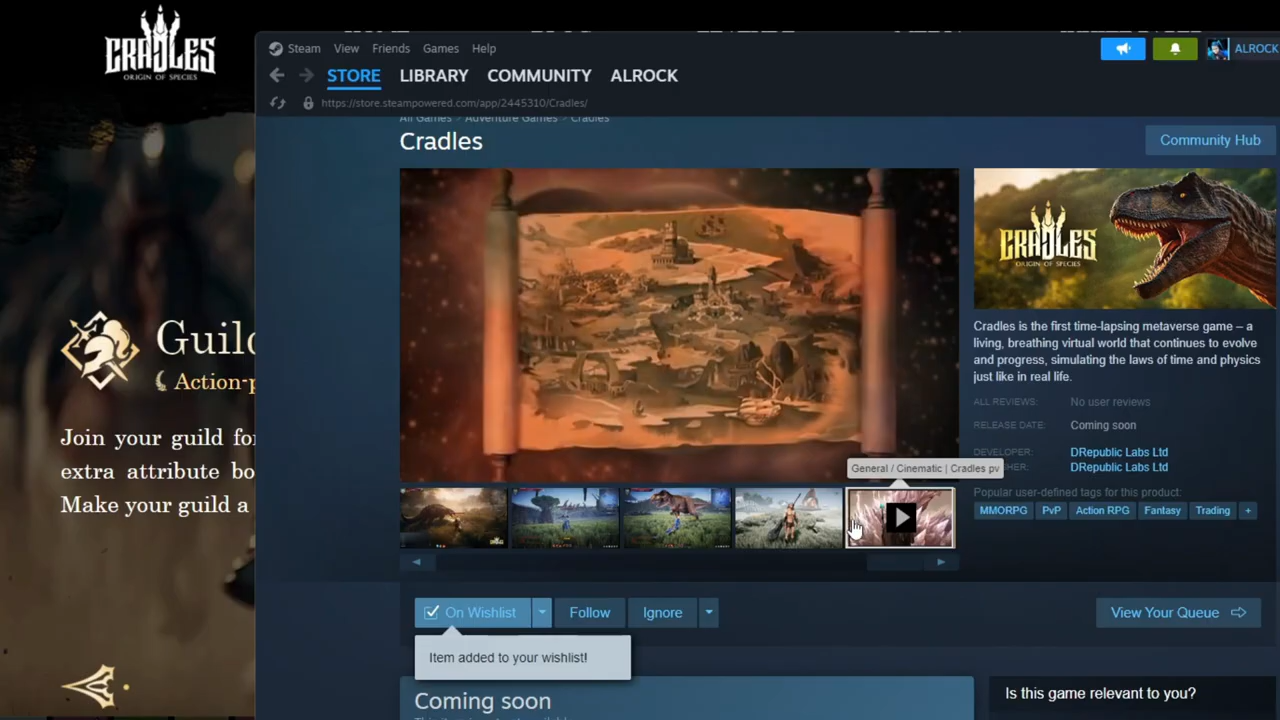 CRADLES
ORIGIN OF SPECIES
Steam View Friends Games Help
ALROCK
STORE LIBRARY COMMUNITY ALROCK
https://store.steampowered.com/app/2445310/Cradles/
All Games > Adventure Games > Cradles
Cradles
Community Hub
CRADLES
ORIGIN OF SPECIES
Cradles is the first time-lapsing metaverse game – a
living, breathing virtual world that continues to evolve
and progress, simulating the laws of time and physics
just like in real life.
ALL REVIEWS: No user reviews
RELEASE DATE: Coming soon
DEVELOPER: DRepublic Labs Ltd
HER: DRepublic Labs Ltd
Popular user-defined tags for this product:
MMORPG PvP Action RPG Fantasy Trading +
General / Cinematic | Cradles pv
Guild
Action-p
Join your guild for
extra attribute bo
Make your guild a
On Wishlist Follow Ignore
View Your Queue
Item added to your wishlist!
Coming soon
Is this game relevant to you?